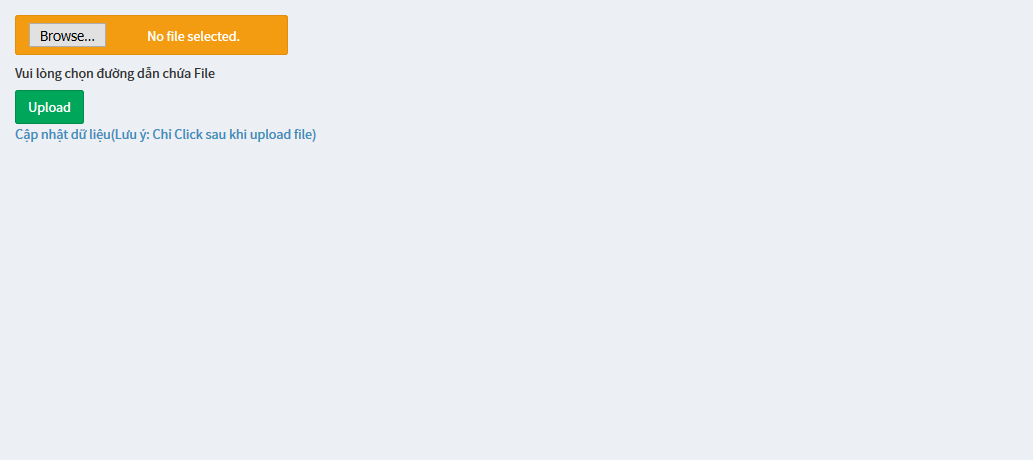 Browse... No file selected.
Vui lòng chọn đường dẫn chứa File
Upload
Cập nhật dữ liệu(Lưu ý: Chỉ Click sau khi upload file)